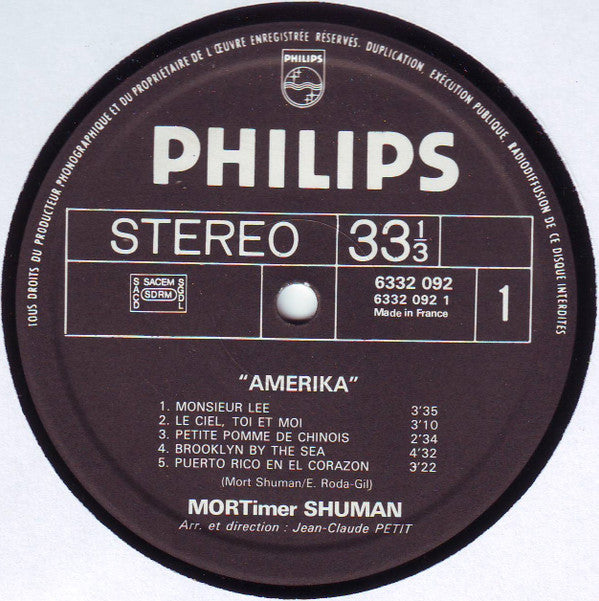 TOUS DROITS DU PRODUCTEUR PHONOGRAPHIQUE ET DU PROPRIÉTAIRE DE L'ŒUVRE ENREGISTRÉE RÉSERVÉS. DUPLICATION, EXÉCUTION PUBLIQUE, RADIODIFFUSION DE CE DISQUE INTERDITES
PHILIPS
PHILIPS
STEREO 33 1/3
SACEM
SACD SDRM SGDL
6332 092
6332 092 1
Made in France
1
"AMERIKA"
1. MONSIEUR LEE 3'35
2. LE CIEL, TOI ET MOI 3'10
3. PETITE POMME DE CHINOIS 2'34
4. BROOKLYN BY THE SEA 4'32
5. PUERTO RICO EN EL CORAZON 3'22
(Mort Shuman/E. Roda-Gil)
MORTimer SHUMAN
Arr. et direction : Jean-Claude PETIT